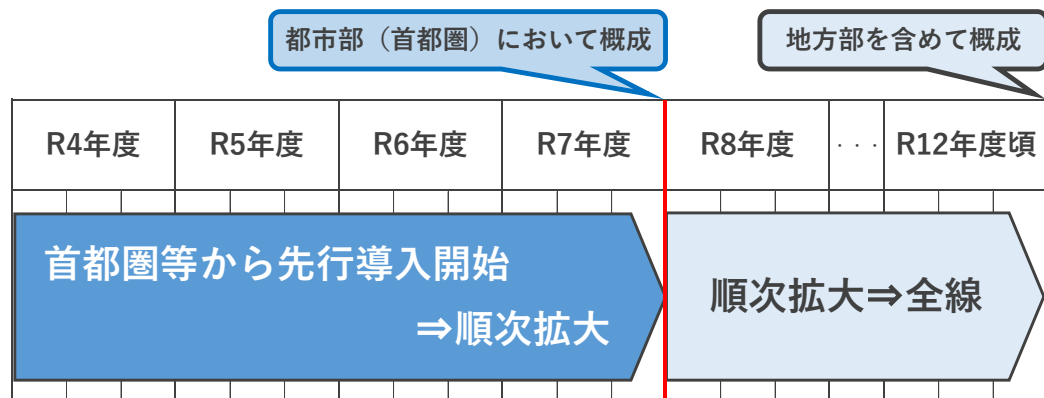 都市部（首都圏）において概成
地方部を含めて概成
R4年度
R5年度
R6年度
R7年度
R8年度
・・・
R12年度頃
首都圏等から先行導入開始
⇒順次拡大
順次拡大⇒全線